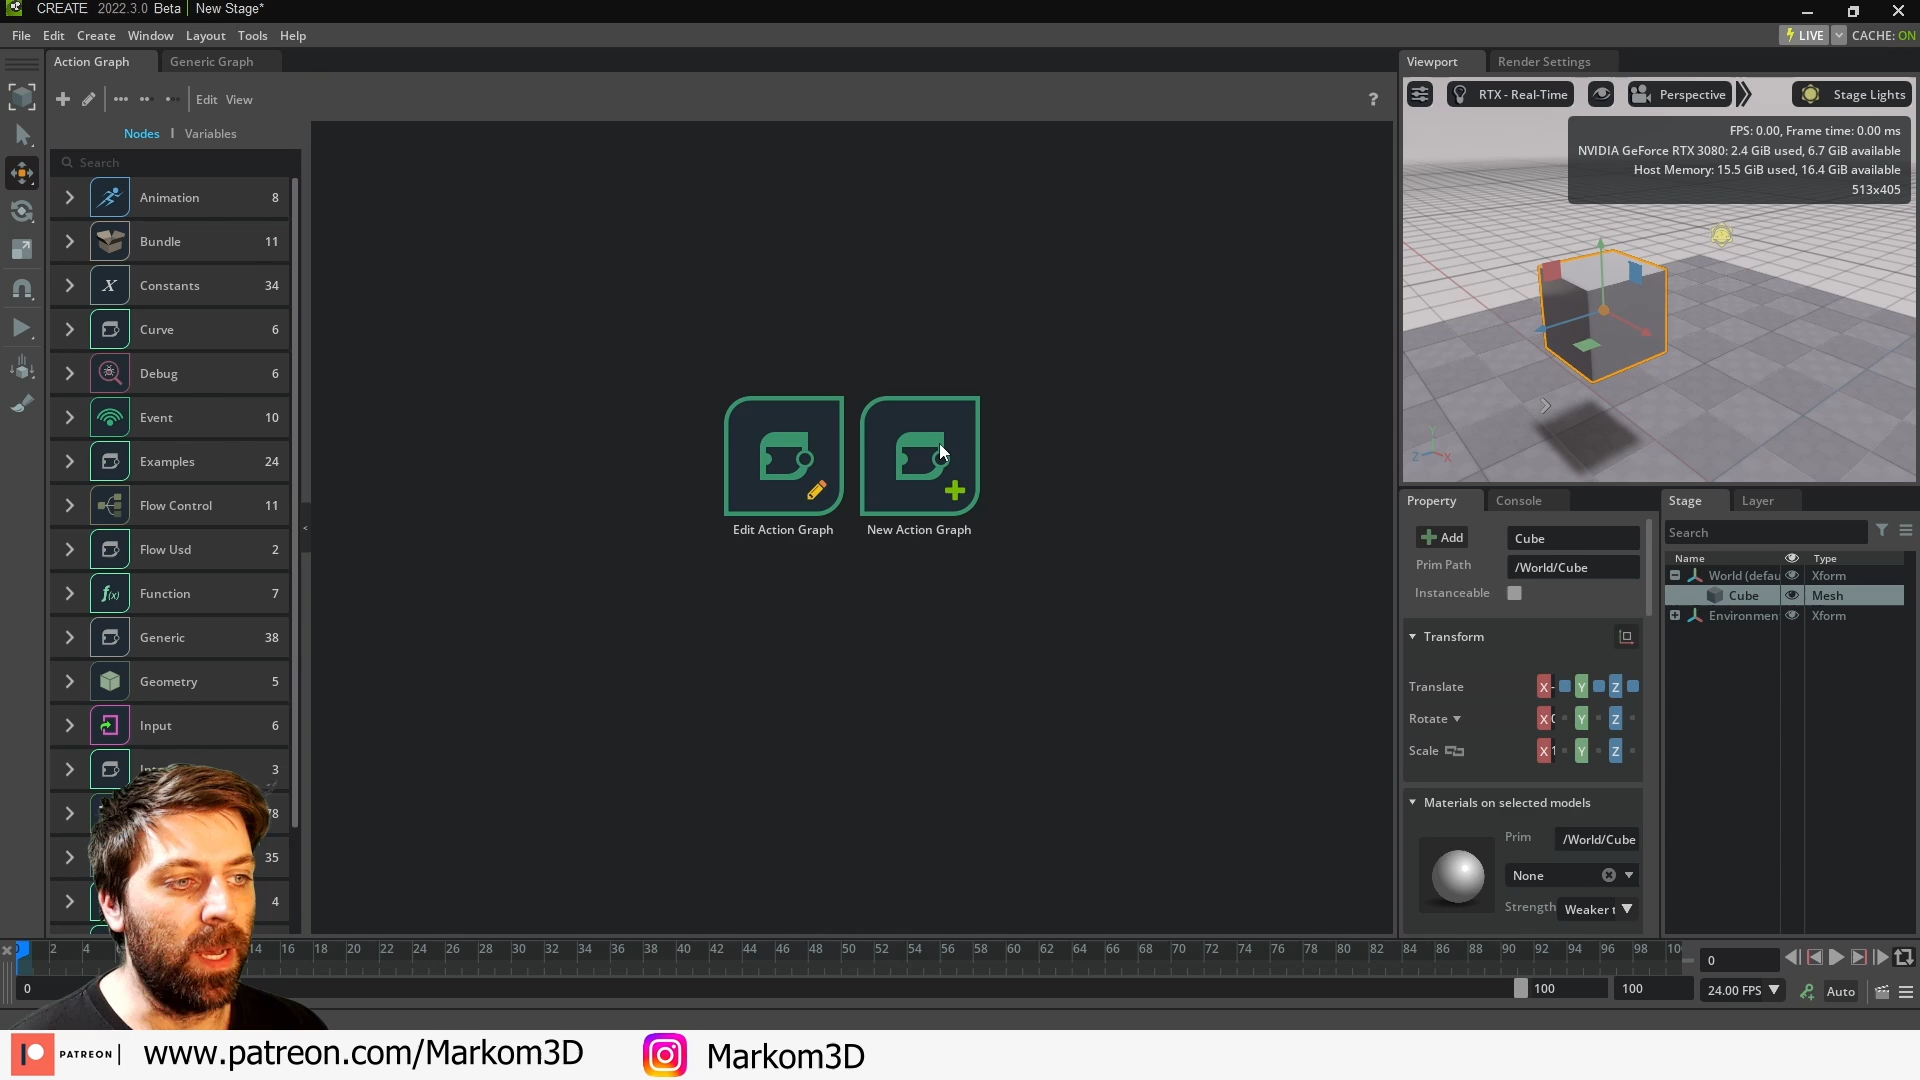 CREATE 2022.3.0 Beta | New Stage*
File Edit Create Window Layout Tools Help
LIVE CACHE: ON
Action Graph Generic Graph
Edit View ?
Nodes | Variables
Search
Animation 8
Bundle 11
Constants 34
Curve 6
Debug 6
Event 10
Examples 24
Flow Control 11
Flow Usd 2
Function 7
Generic 38
Geometry 5
Input 6
3
78
35
4
Edit Action Graph
New Action Graph
Viewport Render Settings
RTX - Real-Time Perspective Stage Lights
FPS: 0.00, Frame time: 0.00 ms
NVIDIA GeForce RTX 3080: 2.4 GiB used, 6.7 GiB available
Host Memory: 15.5 GiB used, 16.4 GiB available
513x405
Y
Z X
Property Console
Add Cube
Prim Path /World/Cube
Instanceable
Transform
Translate X Y Z
Rotate X Y Z
Scale X 1 Y Z
Materials on selected models
Prim /World/Cube
None
Strength Weaker t
Stage Layer
Search
Name Type
World (defau Xform
Cube Mesh
Environmen Xform
2 4 14 16 18 20 22 24 26 28 30 32 34 36 38 40 42 44 46 48 50 52 54 56 58 60 62 64 66 68 70 72 74 76 78 80 82 84 86 88 90 92 94 96 98 10
0
0 100 100 24.00 FPS Auto
PATREON | www.patreon.com/Markom3D Markom3D